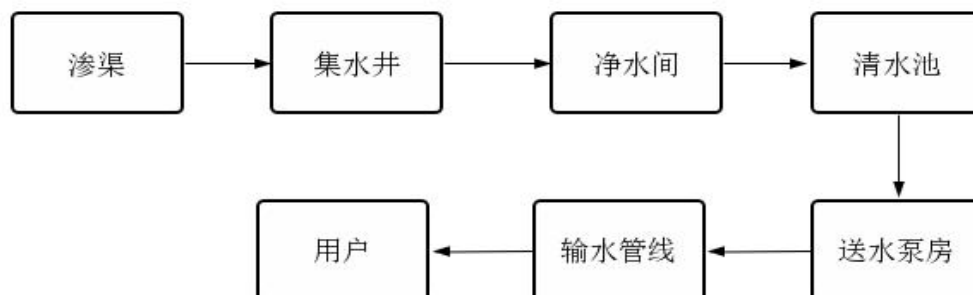 渗渠
集水井
净水间
清水池
用户
输水管线
送水泵房